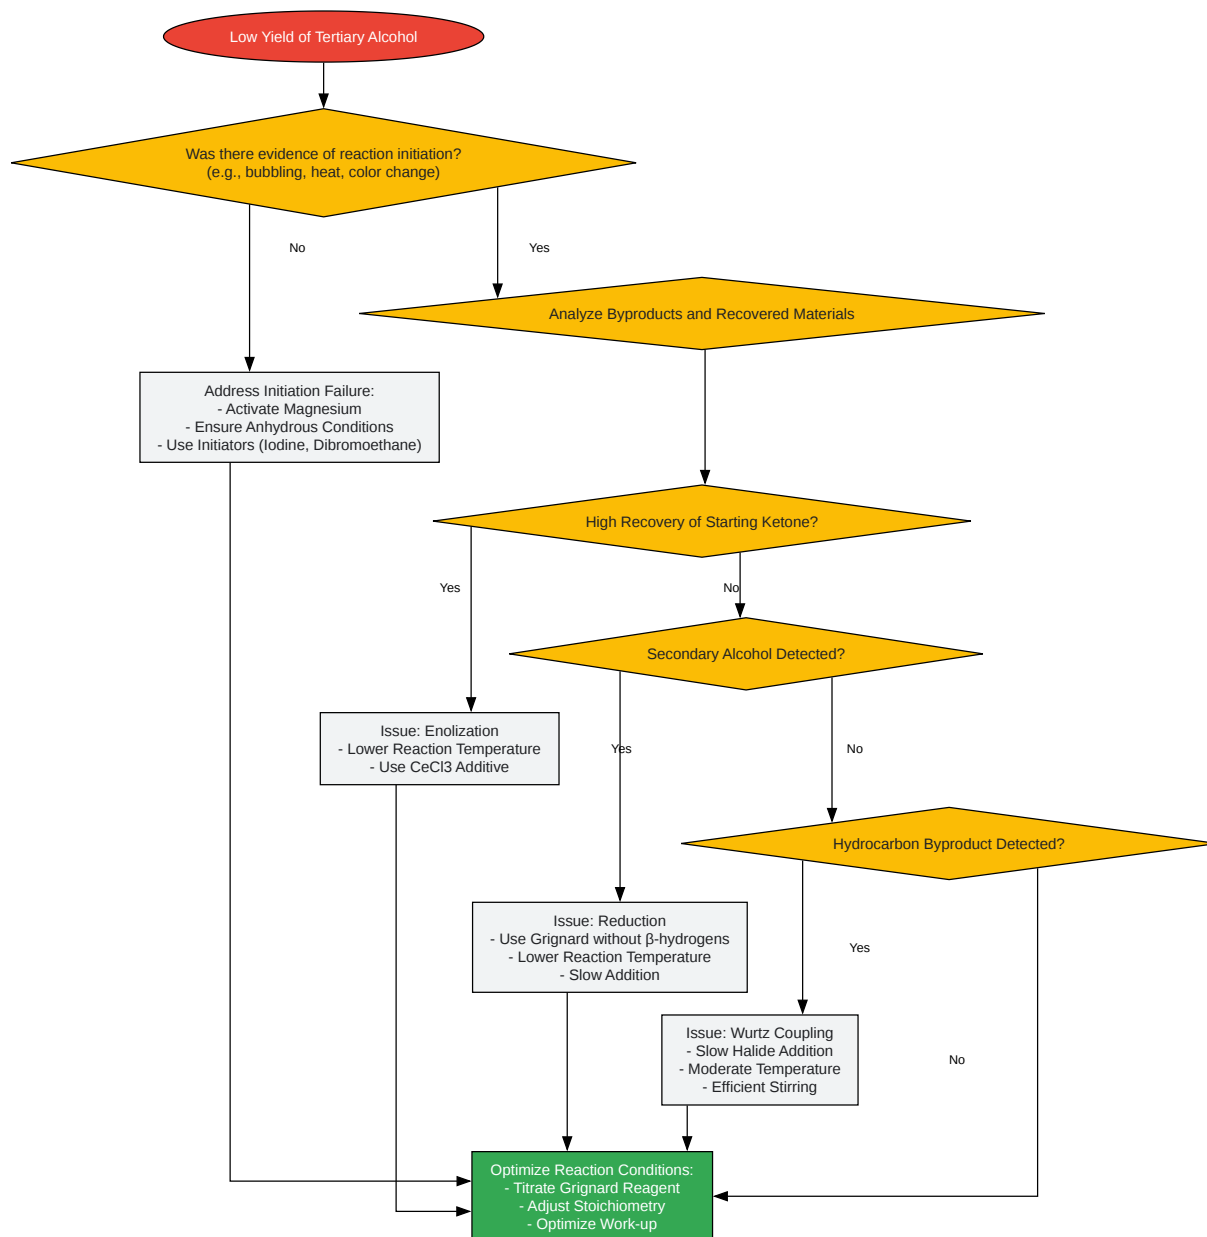 Low Yield of Tertiary Alcohol
Was there evidence of reaction initiation?
(e.g., bubbling, heat, color change)
No
Yes
Analyze Byproducts and Recovered Materials
Address Initiation Failure:
- Activate Magnesium
- Ensure Anhydrous Conditions
- Use Initiators (Iodine, Dibromoethane)
High Recovery of Starting Ketone?
Yes
No
Secondary Alcohol Detected?
Issue: Enolization
- Lower Reaction Temperature
- Use CeCl3 Additive
Yes
No
Hydrocarbon Byproduct Detected?
Issue: Reduction
- Use Grignard without β-hydrogens
- Lower Reaction Temperature
- Slow Addition
Yes
Issue: Wurtz Coupling
- Slow Halide Addition
- Moderate Temperature
- Efficient Stirring
No
Optimize Reaction Conditions:
- Titrate Grignard Reagent
- Adjust Stoichiometry
- Optimize Work-up